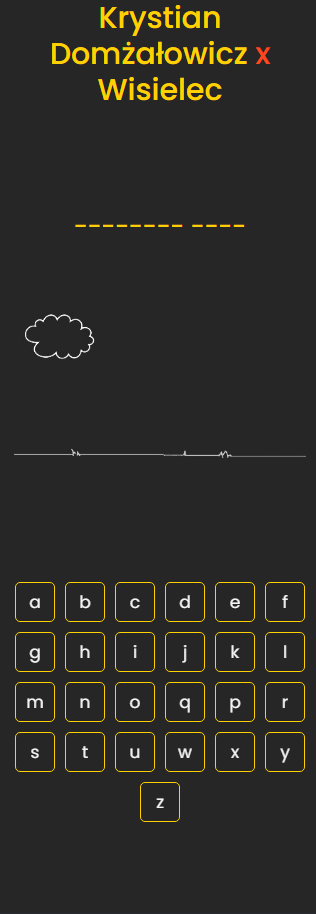 Krystian
Domżałowicz x
Wisielec
-------- ----
a b c d e f
g h i j k l
m n o q p r
s t u w x y
z